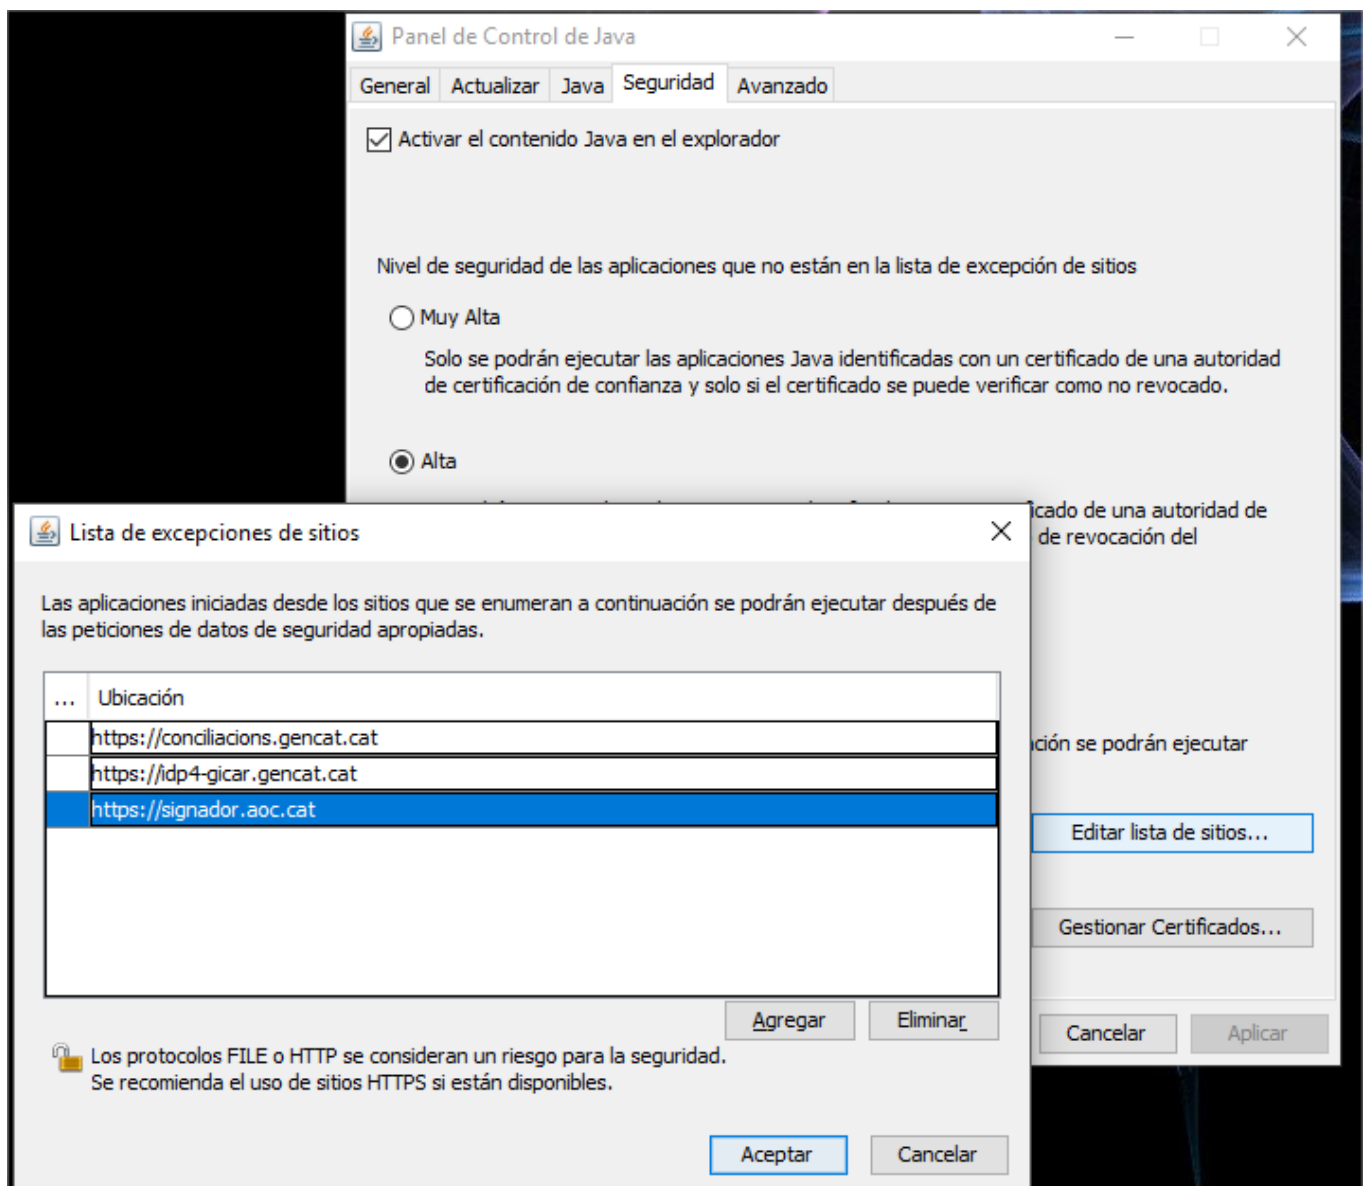 Panel de Control de Java
General Actualizar Java Seguridad Avanzado
Activar el contenido Java en el explorador
Nivel de seguridad de las aplicaciones que no están en la lista de excepción de sitios
Muy Alta
Solo se podrán ejecutar las aplicaciones Java identificadas con un certificado de una autoridad
de certificación de confianza y solo si el certificado se puede verificar como no revocado.
Alta
cado de una autoridad de
de revocación del
ción se podrán ejecutar
Editar lista de sitios...
Gestionar Certificados...
Cancelar Aplicar
Lista de excepciones de sitios
Las aplicaciones iniciadas desde los sitios que se enumeran a continuación se podrán ejecutar después de
las peticiones de datos de seguridad apropiadas.
... Ubicación
https://conciliacions.gencat.cat
https://idp4-gicar.gencat.cat
https://signador.aoc.cat
Agregar Eliminar
Los protocolos FILE o HTTP se consideran un riesgo para la seguridad.
Se recomienda el uso de sitios HTTPS si están disponibles.
Aceptar Cancelar